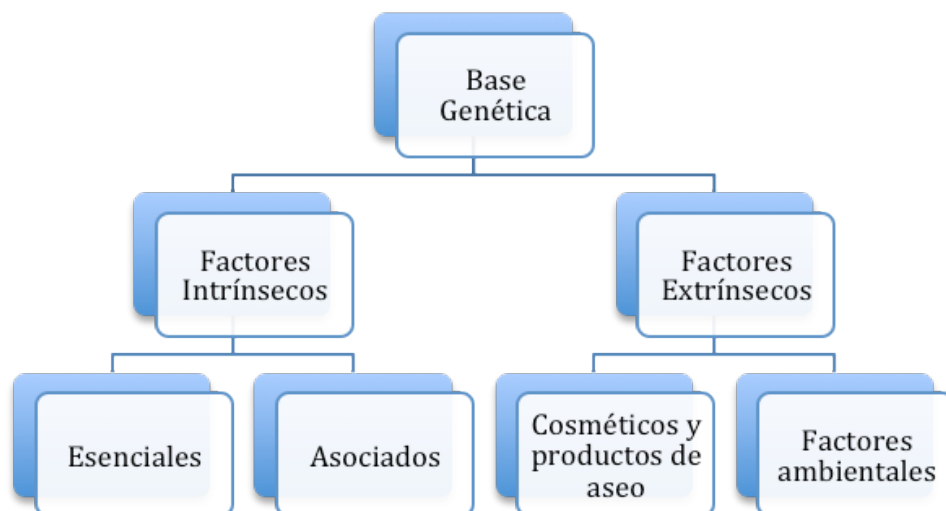 Base
Genética
Factores
Intrínsecos
Factores
Extrínsecos
Esenciales
Asociados
Cosméticos y
productos de
aseo
Factores
ambientales